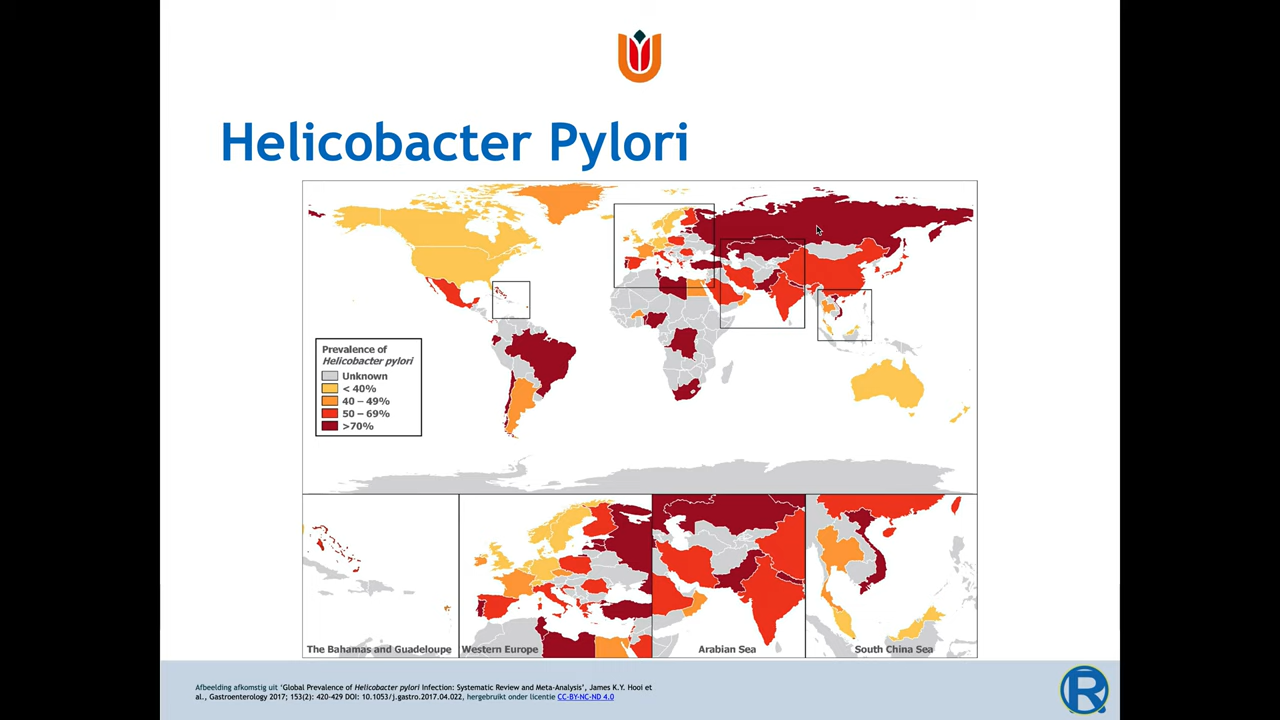 Helicobacter Pylori
Prevalence of
Helicobacter pylori
Unknown
< 40%
40 – 49%
50 – 69%
>70%
The Bahamas and Guadeloupe
Western Europe
Arabian Sea
South China Sea
Afbeelding afkomstig uit ‘Global Prevalence of Helicobacter pylori Infection: Systematic Review and Meta-Analysis’, James K.Y. Hooi et
al., Gastroenterology 2017; 153(2): 420-429 DOI: 10.1053/j.gastro.2017.04.022, hergebruikt onder licentie CC-BY-NC-ND 4.0
R